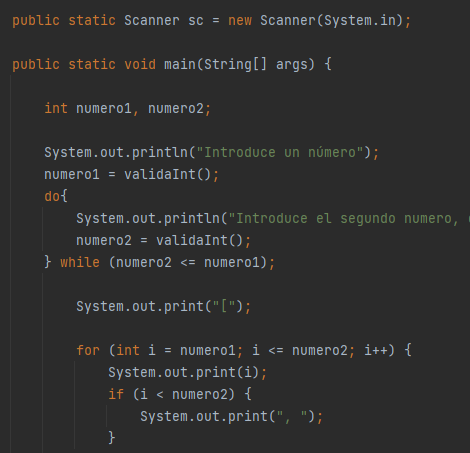 public static Scanner sc = new Scanner(System.in);
public static void main(String[] args) {
int numero1, numero2;
System.out.println("Introduce un número");
numero1 = validaInt();
do{
System.out.println("Introduce el segundo numero,
numero2 = validaInt();
} while (numero2 <= numero1);
System.out.print("[");
for (int i = numero1; i <= numero2; i++) {
System.out.print(i);
if (i < numero2) {
System.out.print(", ");
}